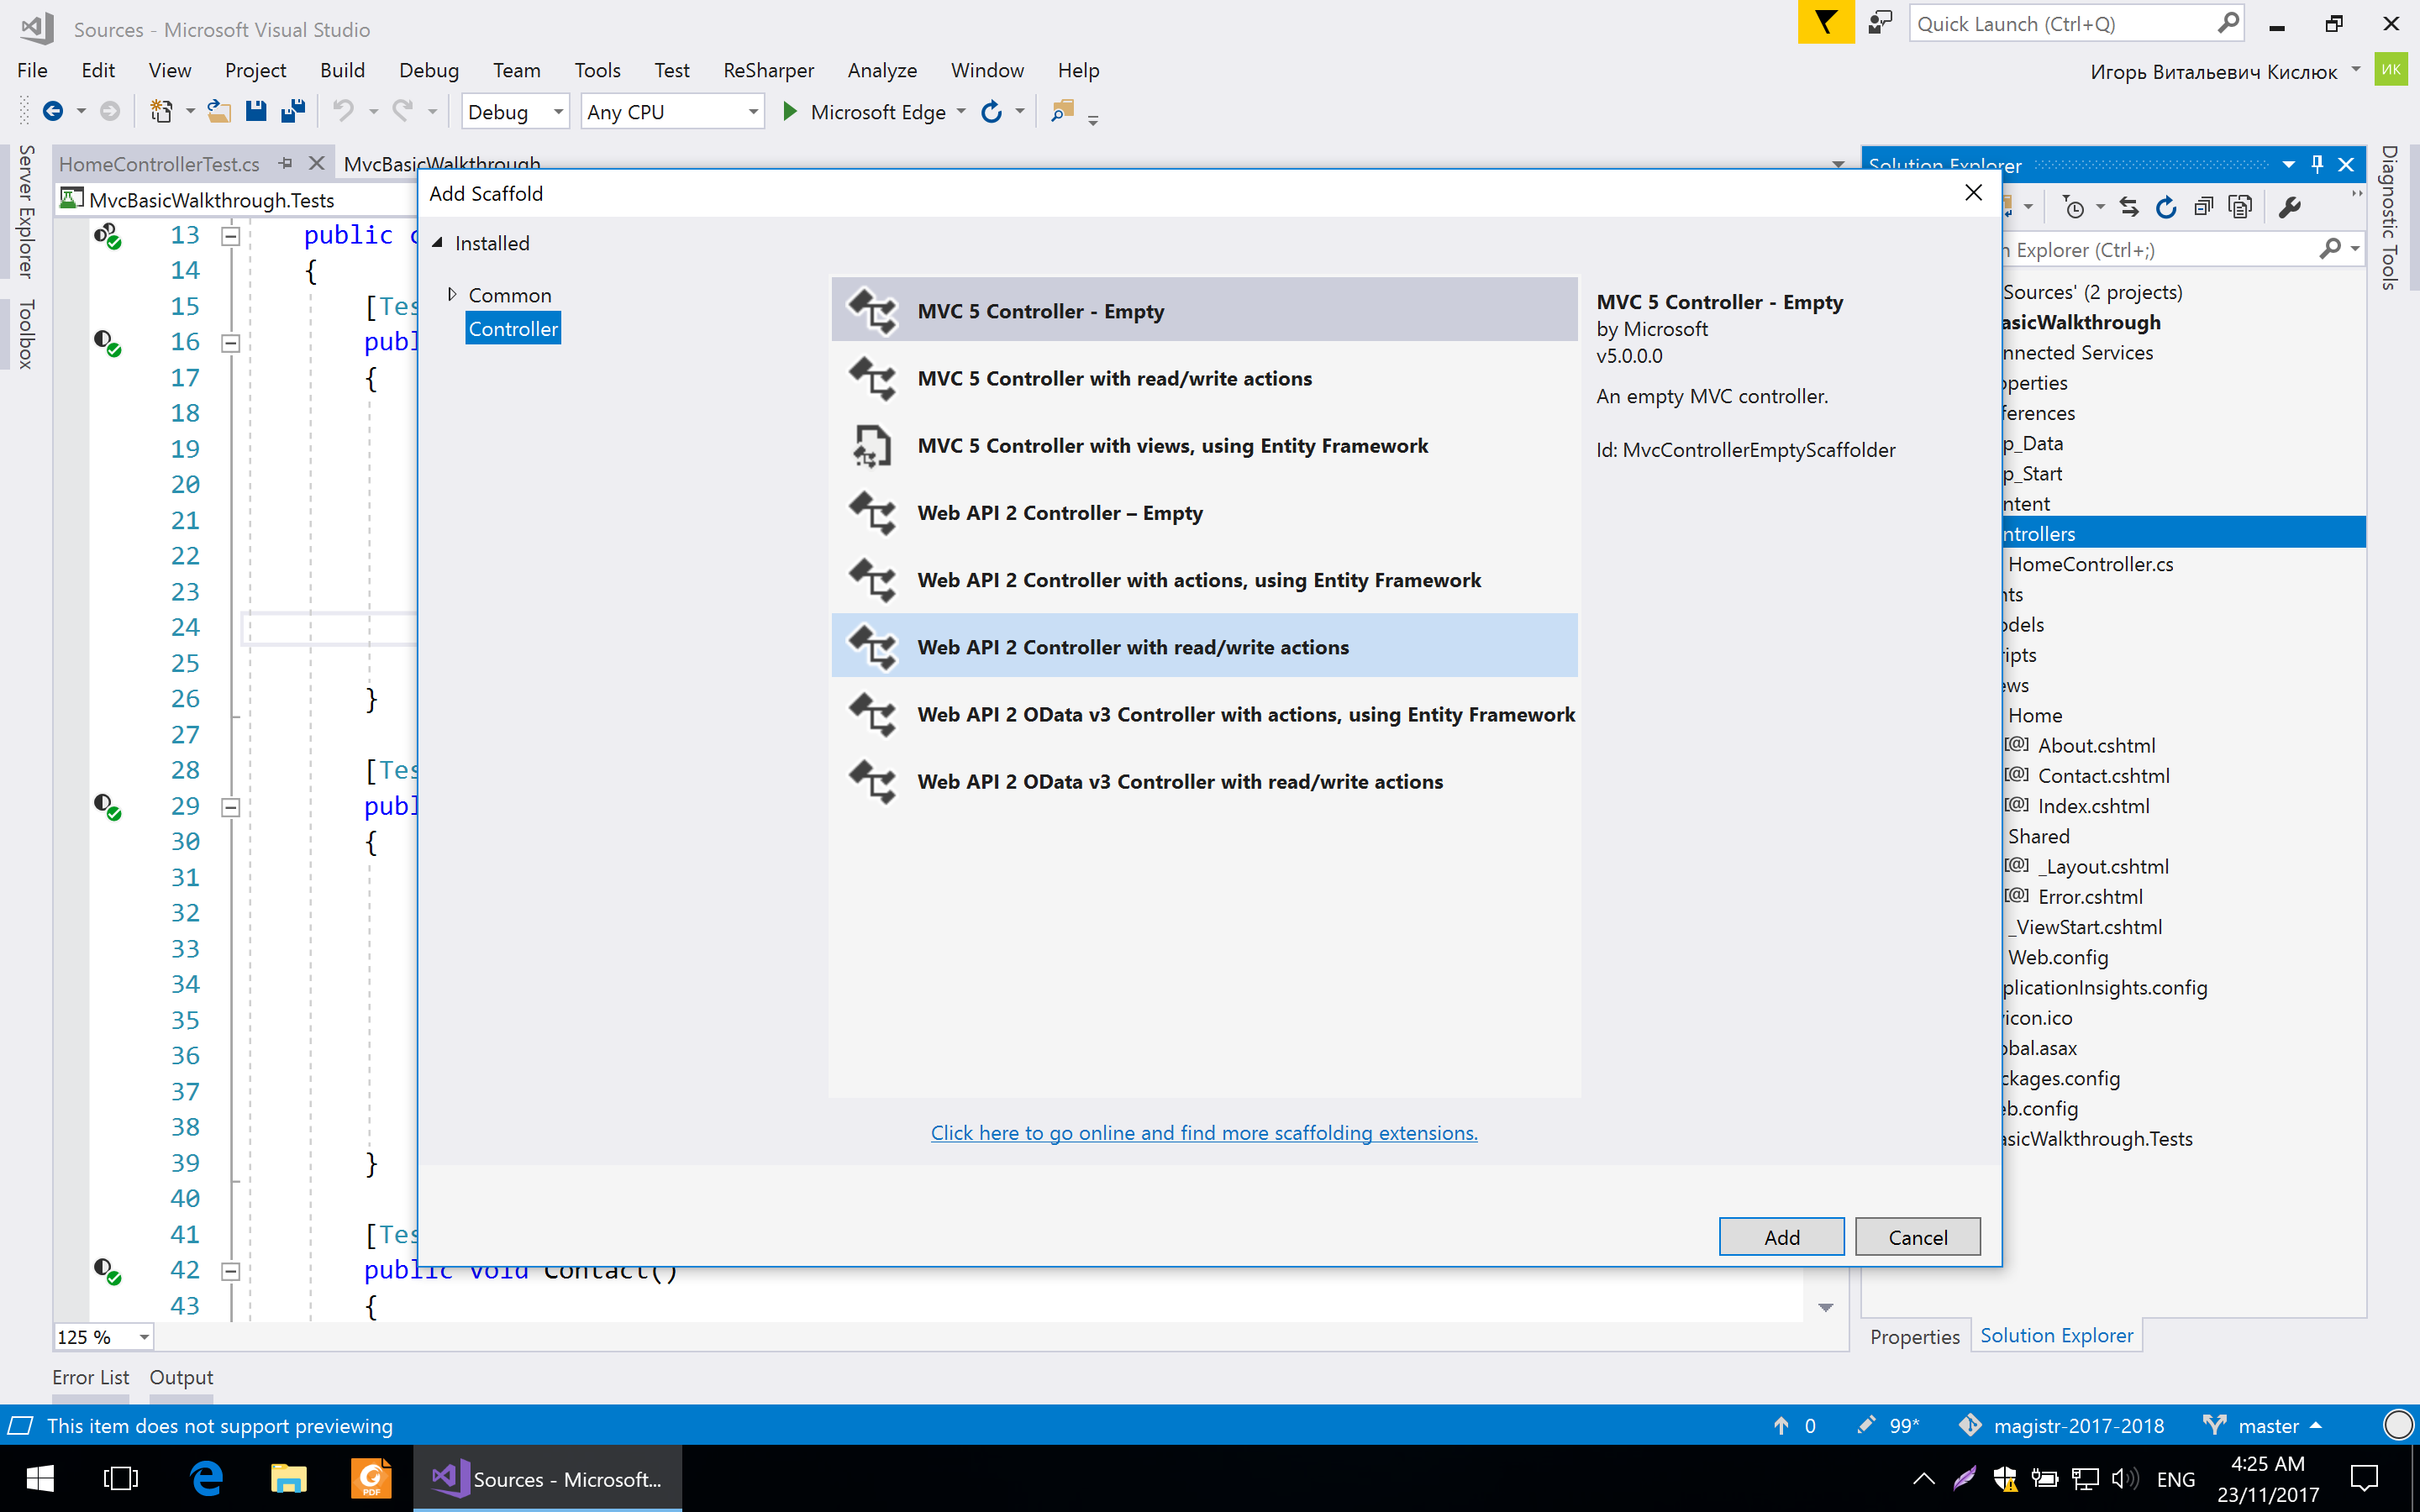 Sources - Microsoft Visual Studio
Quick Launch (Ctrl+Q)
File Edit View Project Build Debug Team Tools Test ReSharper Analyze Window Help
Игорь Витальевич Кислюк
ИК
Debug Any CPU Microsoft Edge
Server Explorer
Toolbox
HomeControllerTest.cs MvcBasicWalkthrough
MvcBasicWalkthrough.Tests
13 public c
14 {
15 [Tes
16 publ
17 {
18
19
20
21
22
23
24
25
26 }
27
28 [Tes
29 publ
30 {
31
32
33
34
35
36
37
38
39 }
40
41 [Tes
42 public void Contact()
43 {
125 %
Error List Output
Add Scaffold
Installed
Common
Controller
MVC 5 Controller - Empty
MVC 5 Controller with read/write actions
MVC 5 Controller with views, using Entity Framework
Web API 2 Controller – Empty
Web API 2 Controller with actions, using Entity Framework
Web API 2 Controller with read/write actions
Web API 2 OData v3 Controller with actions, using Entity Framework
Web API 2 OData v3 Controller with read/write actions
Click here to go online and find more scaffolding extensions.
MVC 5 Controller - Empty
by Microsoft
v5.0.0.0
An empty MVC controller.
Id: MvcControllerEmptyScaffolder
Add Cancel
Solution Explorer
n Explorer (Ctrl+;)
Sources' (2 projects)
asicWalkthrough
nnected Services
operties
ferences
p_Data
p_Start
ntent
ntrollers
HomeController.cs
nts
odels
ripts
ews
Home
[@] About.cshtml
[@] Contact.cshtml
[@] Index.cshtml
Shared
[@] _Layout.cshtml
[@] Error.cshtml
_ViewStart.cshtml
Web.config
plicationInsights.config
vicon.ico
obal.asax
ckages.config
eb.config
asicWalkthrough.Tests
Properties Solution Explorer
Diagnostic Tools
This item does not support previewing
0 99* magistr-2017-2018 master
PDF
Sources - Microsoft...
ENG
4:25 AM
23/11/2017